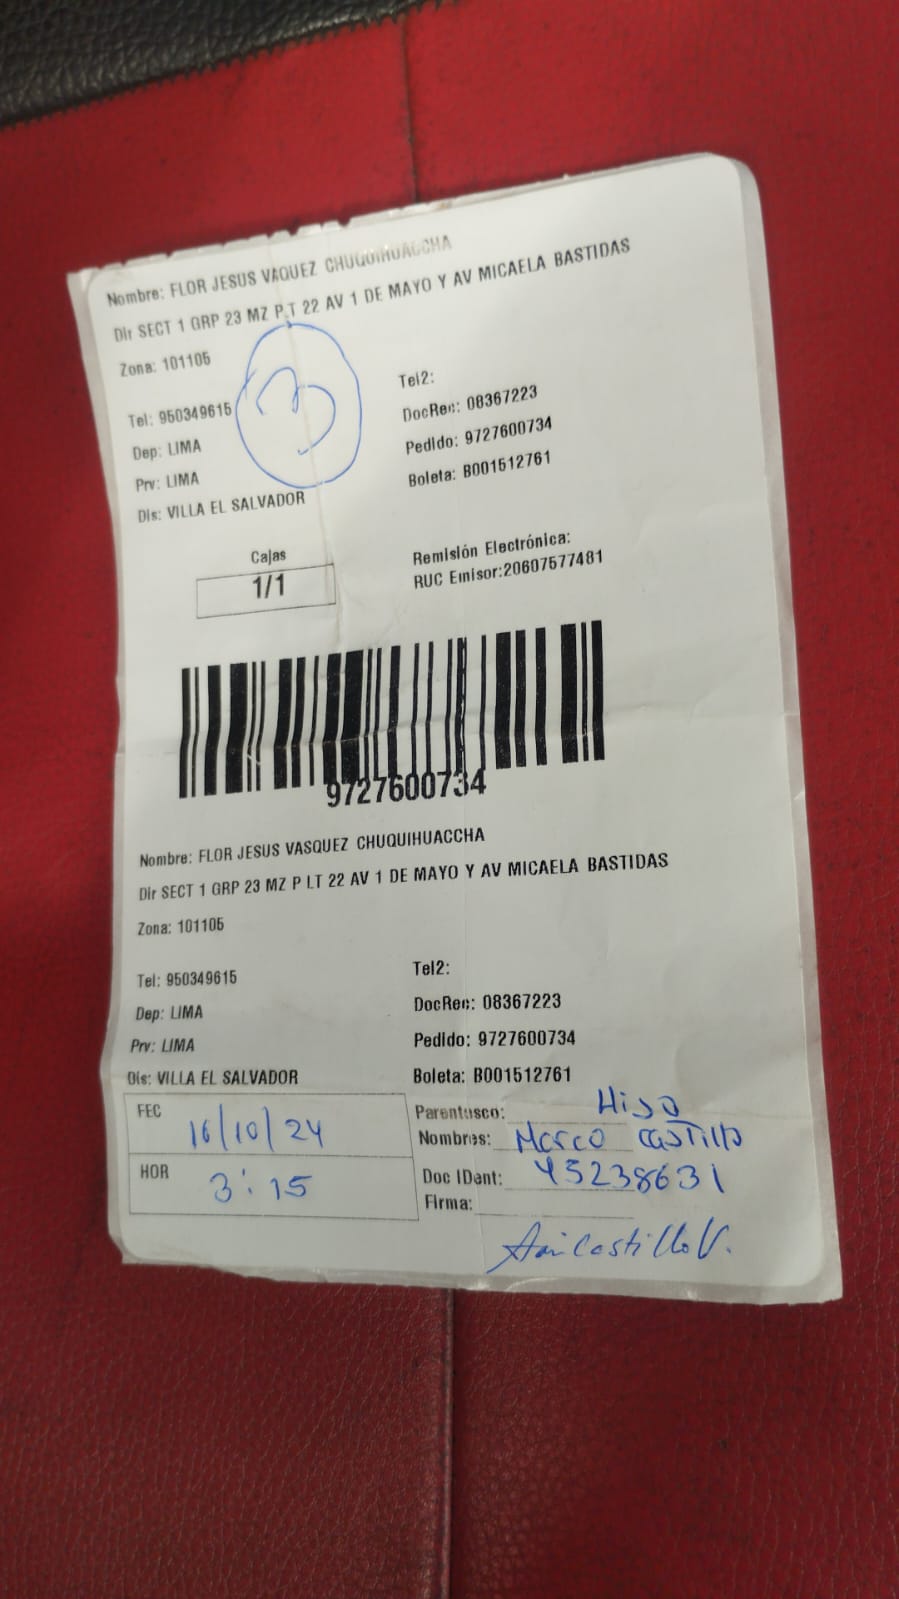 Nombre: FLOR JESUS VAQUEZ CHUQUIHUACCHA
Dir SECT 1 GRP 23 MZ P LT 22 AV 1 DE MAYO Y AV MICAELA BASTIDAS
Zona: 101105
3
Tel: 950349615 Tel2:
Dep: LIMA DocRec: 08367223
Prv: LIMA Pedido: 9727600734
Dis: VILLA EL SALVADOR Boleta: B001512761
Cajas Remisión Electrónica:
1/1 RUC Emisor:20607577481
9727600734
Nombre: FLOR JESUS VASQUEZ CHUQUIHUACCHA
Dir SECT 1 GRP 23 MZ P LT 22 AV 1 DE MAYO Y AV MICAELA BASTIDAS
Zona: 101105
Tel: 950349615 Tel2:
Dep: LIMA DocRec: 08367223
Prv: LIMA Pedido: 9727600734
Dis: VILLA EL SALVADOR Boleta: B001512761
FEC 16/10/24 Parentesco: Hijo
Nombres: Marco Castillo
HOR 3:15 Doc IDent: 45238631
Firma:
Castillo V.